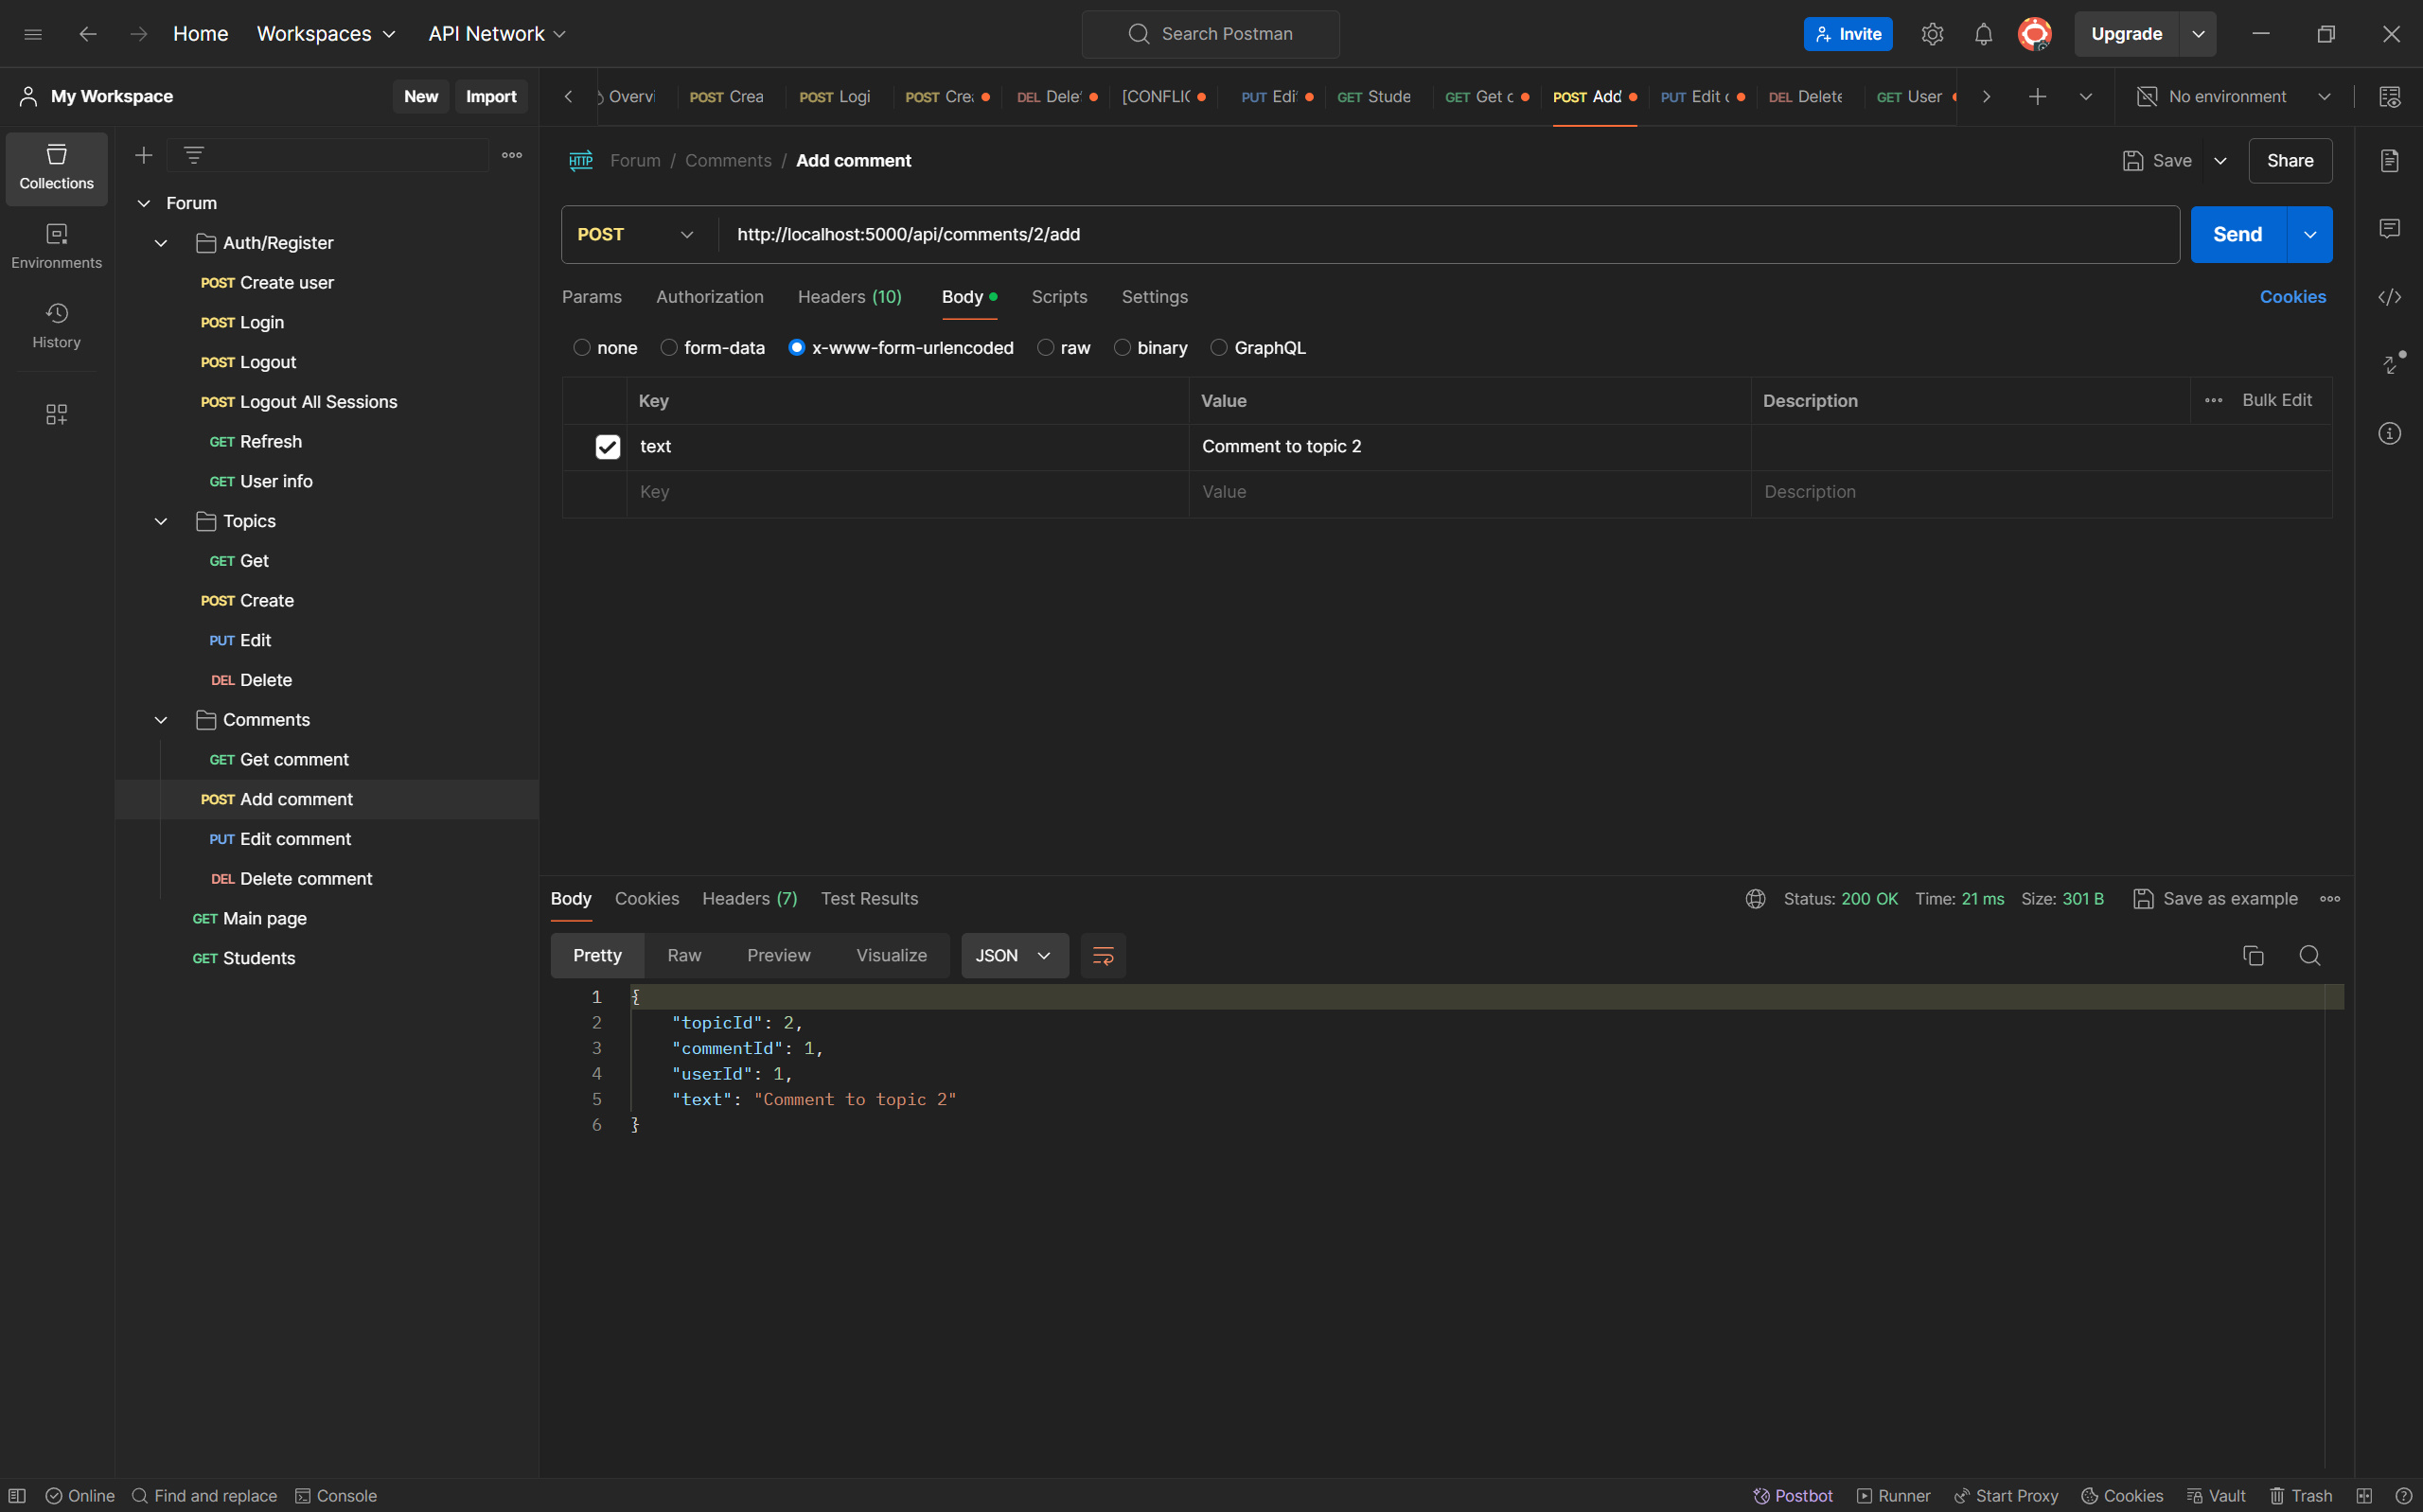 Home Workspaces API Network Search Postman Invite Upgrade
My Workspace New Import Overvi POST Crea POST Logi POST Cre DEL Dele [CONFLI PUT Edi GET Stude GET Get c POST Add PUT Edit c DEL Delete GET User No environment
Collections
Environments
History
Forum
Auth/Register
POST Create user
POST Login
POST Logout
POST Logout All Sessions
GET Refresh
GET User info
Topics
GET Get
POST Create
PUT Edit
DEL Delete
Comments
GET Get comment
POST Add comment
PUT Edit comment
DEL Delete comment
GET Main page
GET Students
HTTP Forum / Comments / Add comment Save Share
POST http://localhost:5000/api/comments/2/add Send
Params Authorization Headers (10) Body Scripts Settings Cookies
none form-data x-www-form-urlencoded raw binary GraphQL
Key Value Description Bulk Edit
text Comment to topic 2
Key Value Description
Body Cookies Headers (7) Test Results Status: 200 OK Time: 21 ms Size: 301 B Save as example
Pretty Raw Preview Visualize JSON
1 {
2 "topicId": 2,
3 "commentId": 1,
4 "userId": 1,
5 "text": "Comment to topic 2"
6 }
Online Find and replace Console Postbot Runner Start Proxy Cookies Vault Trash